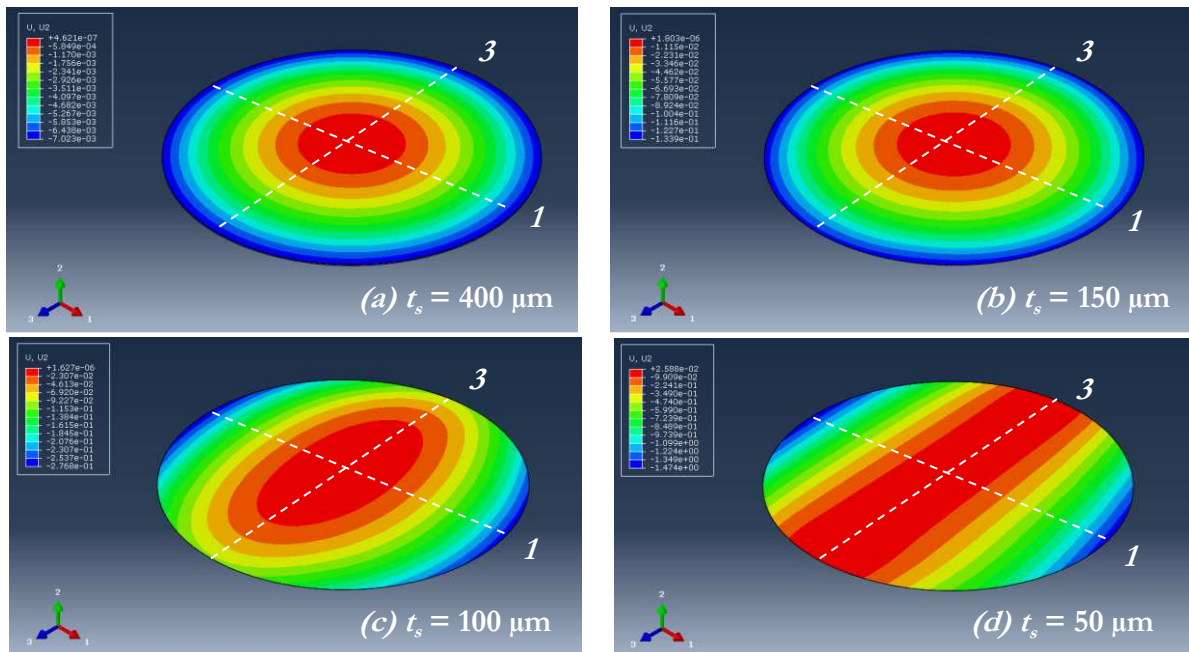 U, U2
+4.621e-07
-5.849e-04
-1.170e-03
-1.756e-03
-2.341e-03
-2.926e-03
-3.511e-03
-4.097e-03
-4.682e-03
-5.267e-03
-5.853e-03
-6.438e-03
-7.023e-03
3
1
2
3
1
(a) tₛ = 400 μm
U, U2
+1.803e-06
-1.115e-02
-2.231e-02
-3.346e-02
-4.462e-02
-5.577e-02
-6.693e-02
-7.809e-02
-8.924e-02
-1.004e-01
-1.116e-01
-1.227e-01
-1.339e-01
3
1
2
3
1
(b) tₛ = 150 μm
U, U2
+1.627e-06
-2.307e-02
-4.613e-02
-6.920e-02
-9.227e-02
-1.153e-01
-1.384e-01
-1.615e-01
-1.845e-01
-2.076e-01
-2.307e-01
-2.537e-01
-2.768e-01
3
1
2
3
1
(c) tₛ = 100 μm
U, U2
+2.588e-02
-9.909e-02
-2.241e-01
-3.490e-01
-4.740e-01
-5.990e-01
-7.239e-01
-8.489e-01
-9.739e-01
-1.099e+00
-1.224e+00
-1.349e+00
-1.474e+00
3
1
2
3
1
(d) tₛ = 50 μm